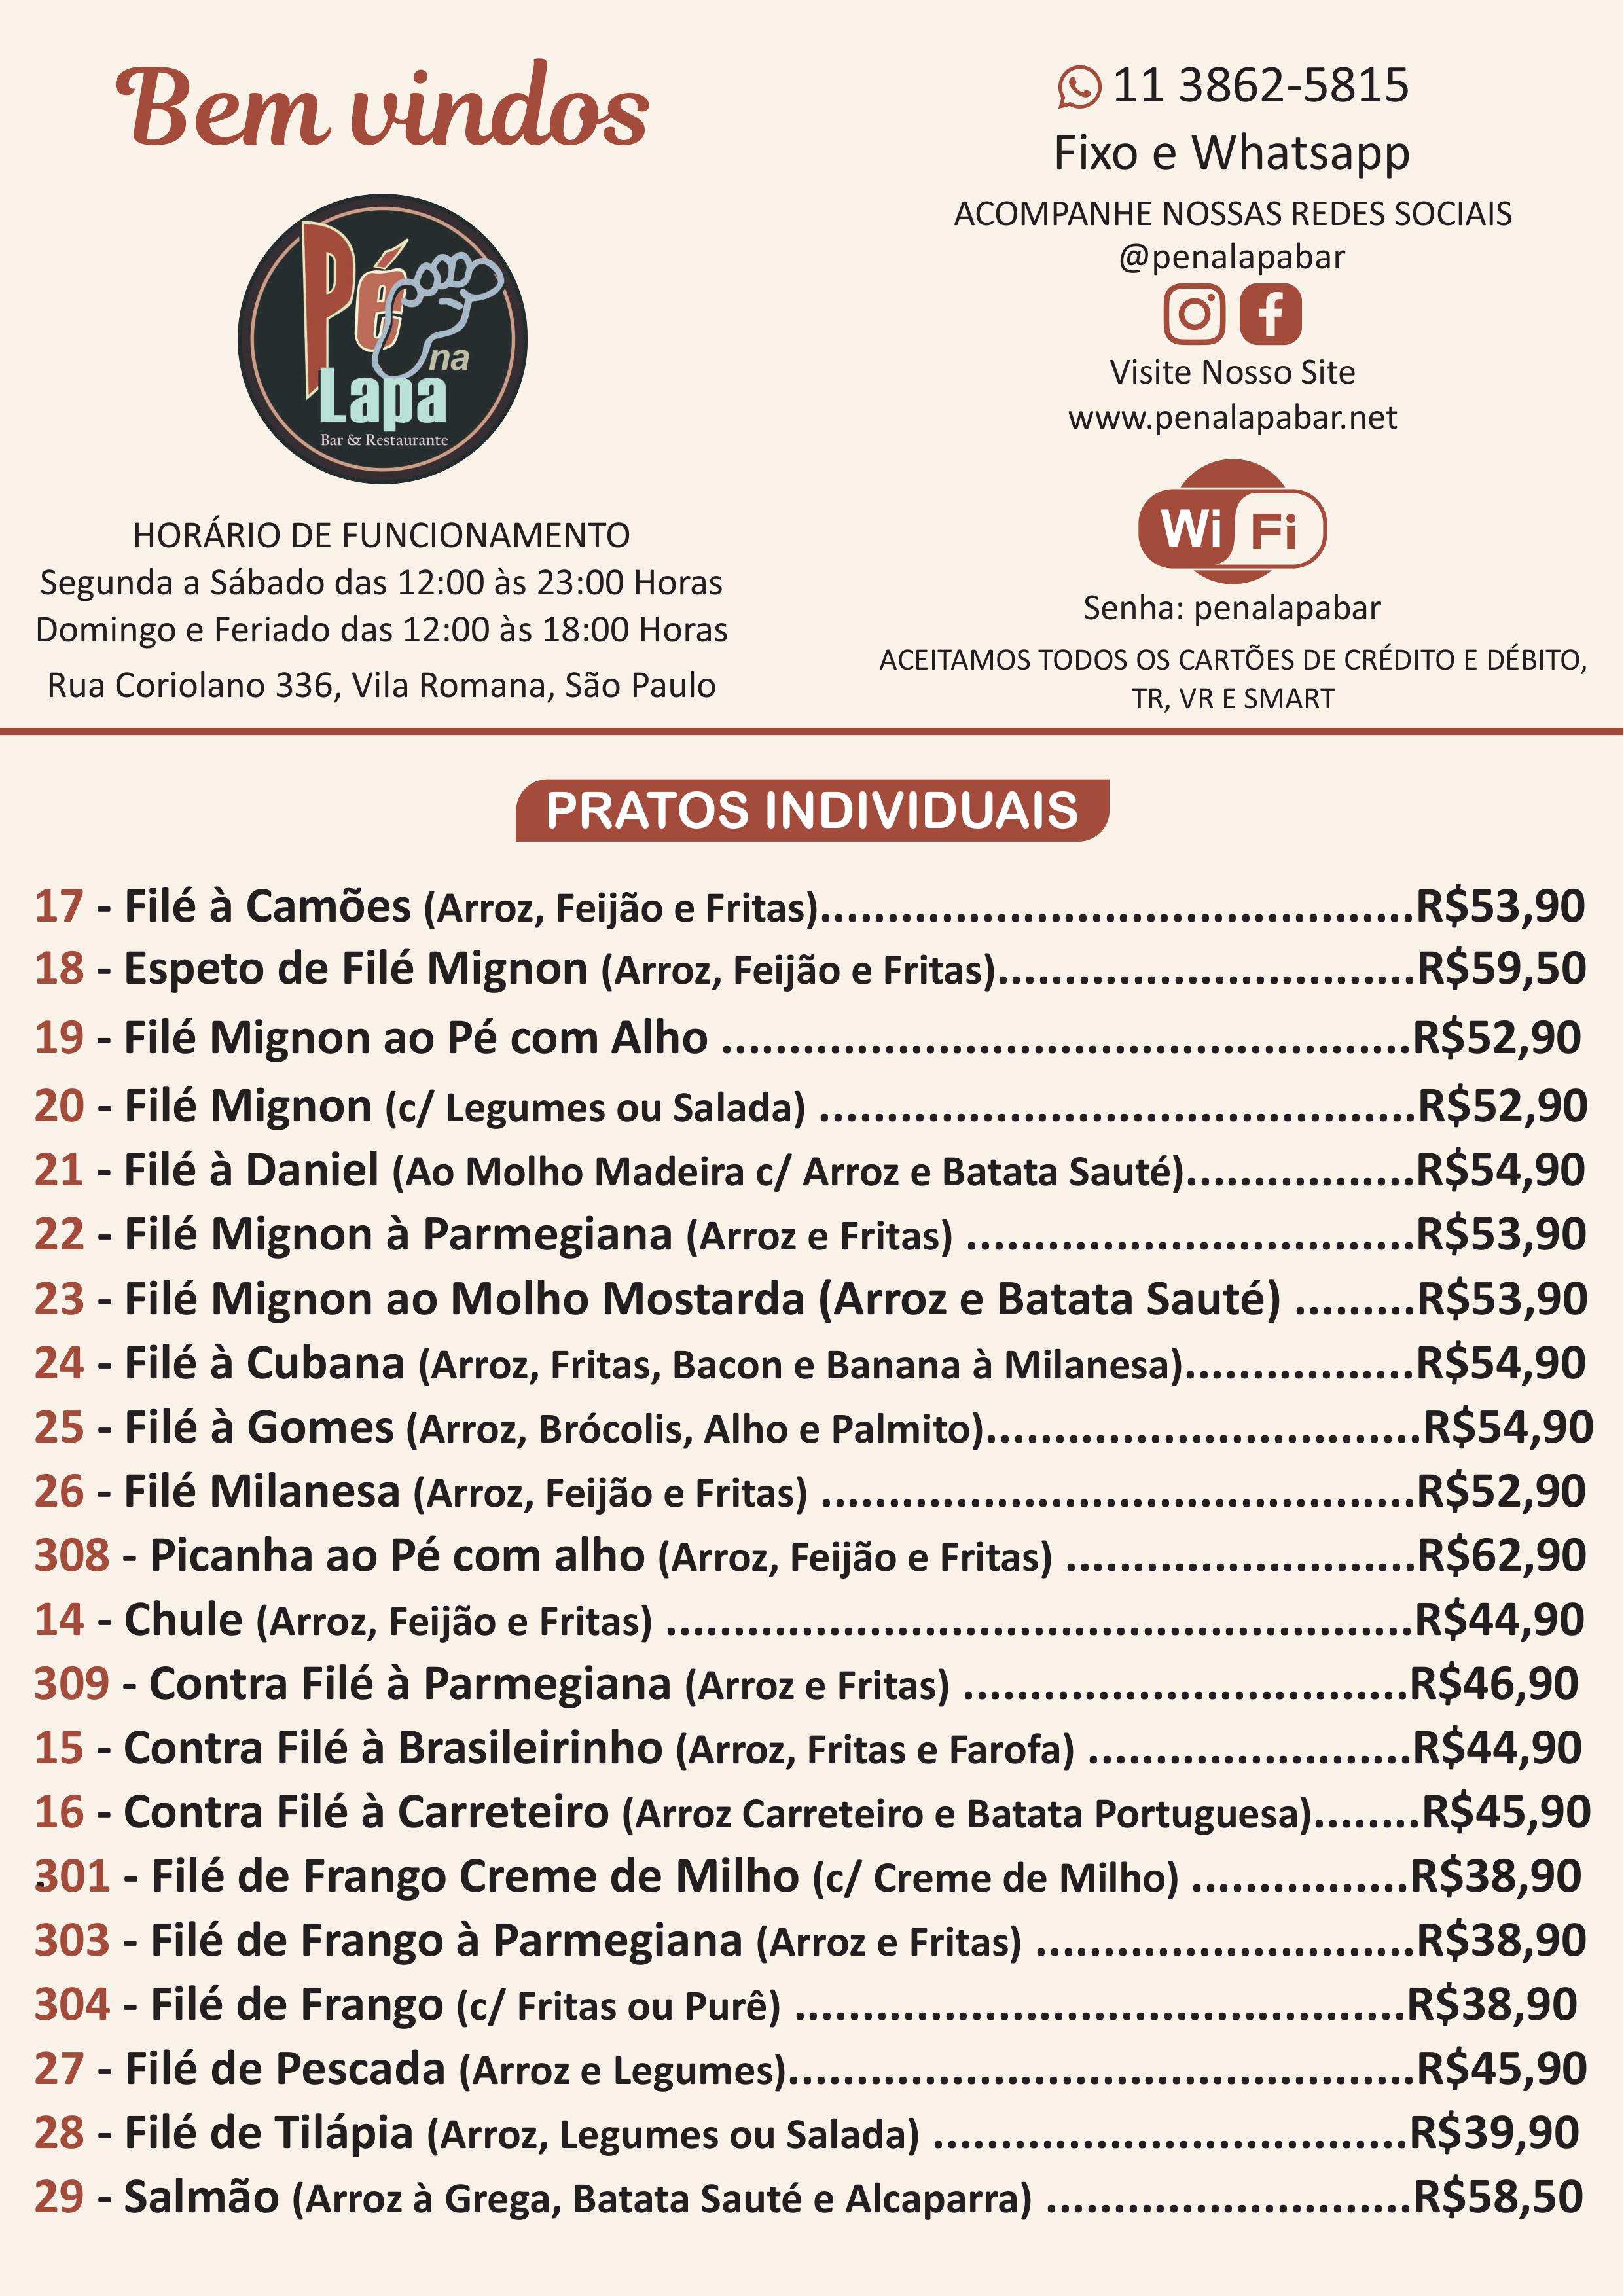 Bem vindos
Pé
na
Lapa
Bar & Restaurante
HORÁRIO DE FUNCIONAMENTO
Segunda a Sábado das 12:00 às 23:00 Horas
Domingo e Feriado das 12:00 às 18:00 Horas
Rua Coriolano 336, Vila Romana, São Paulo
11 3862-5815
Fixo e Whatsapp
ACOMPANHE NOSSAS REDES SOCIAIS
@penalapabar
Visite Nosso Site
www.penalapabar.net
Wi Fi
Senha: penalapabar
ACEITAMOS TODOS OS CARTÕES DE CRÉDITO E DÉBITO,
TR, VR E SMART
PRATOS INDIVIDUAIS
17 - Filé à Camões (Arroz, Feijão e Fritas)............................................R$53,90
18 - Espeto de Filé Mignon (Arroz, Feijão e Fritas)...............................R$59,50
19 - Filé Mignon ao Pé com Alho ...................................................R$52,90
20 - Filé Mignon (c/ Legumes ou Salada) ............................................R$52,90
21 - Filé à Daniel (Ao Molho Madeira c/ Arroz e Batata Sauté).................R$54,90
22 - Filé Mignon à Parmegiana (Arroz e Fritas) .................................R$53,90
23 - Filé Mignon ao Molho Mostarda (Arroz e Batata Sauté) .........R$53,90
24 - Filé à Cubana (Arroz, Fritas, Bacon e Banana à Milanesa).................R$54,90
25 - Filé à Gomes (Arroz, Brócolis, Alho e Palmito)................................R$54,90
26 - Filé Milanesa (Arroz, Feijão e Fritas) ............................................R$52,90
308 - Picanha ao Pé com alho (Arroz, Feijão e Fritas) ..........................R$62,90
14 - Chule (Arroz, Feijão e Fritas) .......................................................R$44,90
309 - Contra Filé à Parmegiana (Arroz e Fritas) .................................R$46,90
15 - Contra Filé à Brasileirinho (Arroz, Fritas e Farofa) ........................R$44,90
16 - Contra Filé à Carreteiro (Arroz Carreteiro e Batata Portuguesa)........R$45,90
301 - Filé de Frango Creme de Milho (c/ Creme de Milho) ................R$38,90
303 - Filé de Frango à Parmegiana (Arroz e Fritas) ............................R$38,90
304 - Filé de Frango (c/ Fritas ou Purê) .............................................R$38,90
27 - Filé de Pescada (Arroz e Legumes)..............................................R$45,90
28 - Filé de Tilápia (Arroz, Legumes ou Salada) ...................................R$39,90
29 - Salmão (Arroz à Grega, Batata Sauté e Alcaparra) ...........................R$58,50